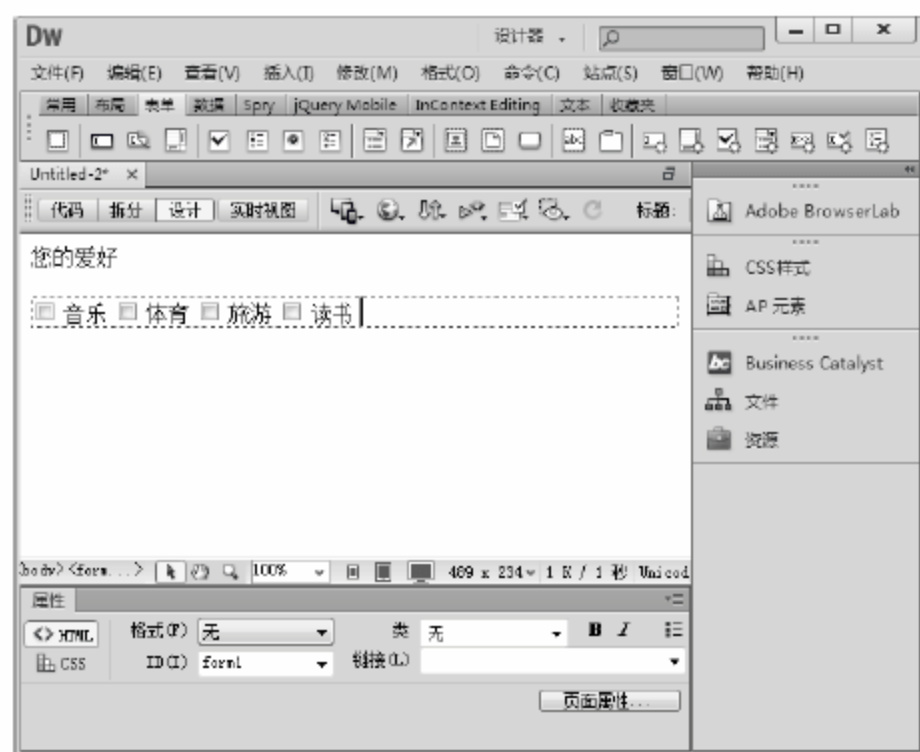 Dw 设计器
文件(F) 编辑(E) 查看(V) 插入(I) 修改(M) 格式(O) 命令(C) 站点(S) 窗口(W) 帮助(H)
常用 布局 表单 数据 Spry jQuery Mobile InContext Editing 文本 收藏夹
Untitled-2* ×
代码 拆分 设计 实时视图 标题:
您的爱好
音乐 体育 旅游 读书
Adobe BrowserLab
CSS样式
AP 元素
Business Catalyst
文件
资源
body> <form...> 100% 489 x 234 1 K / 1 秒 Unicod
属性
<> HTML 格式(F) 无 类 无 B I
CSS ID(I) form1 链接(L)
页面属性...